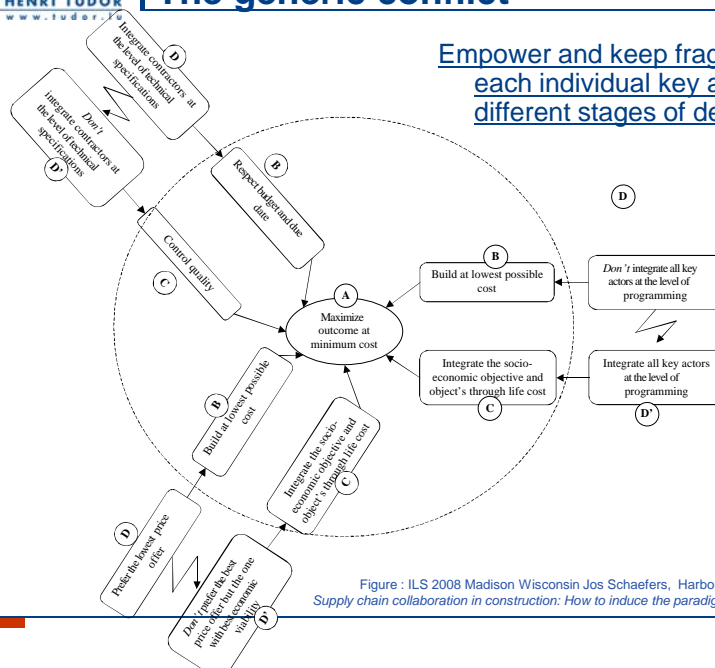 HENRI TUDOR
www.tudor.lu
The generic conflict
Empower and keep frag
each individual key a
different stages of de
D
Integrate contractors at
the level of technical
specifications
Don't
integrate contractors at
the level of technical
specifications
D'
B
Respect budget and due
date
Control quality
C
A
Maximize
outcome at
minimum cost
D
B
Build at lowest possible
cost
Don't integrate all key
actors at the level of
programming
Integrate the socio-
economic objective and
object's through life cost
C
Integrate all key actors
at the level of
programming
D'
B
Build at lowest possible
cost
Integrate the socio-
economic objective and
object's through life cost
C
D
Prefer the lowest price
offer
Don't prefer the best
price offer but the one
with best economic
viability
D'
Figure : ILS 2008 Madison Wisconsin Jos Schaefers, Harbo
Supply chain collaboration in construction: How to induce the paradig